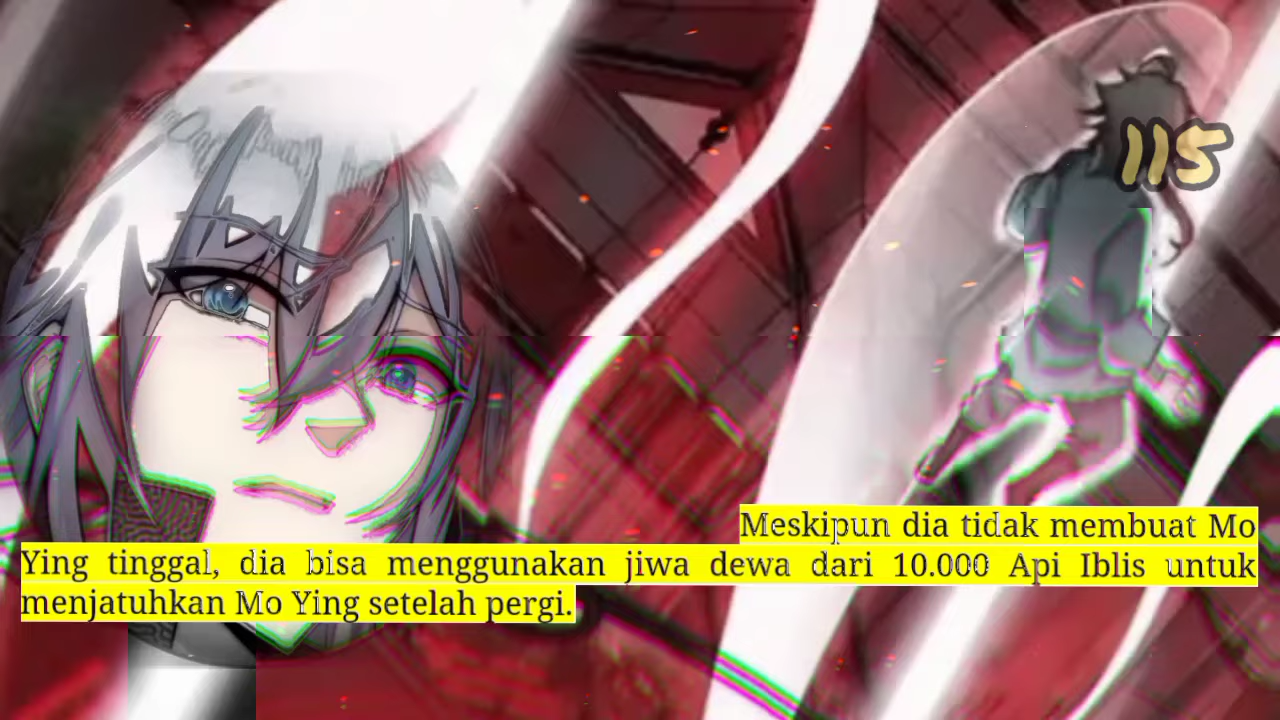 115
Meskipun dia tidak membuat Mo
Ying tinggal, dia bisa menggunakan jiwa dewa dari 10.000 Api Iblis untuk
menjatuhkan Mo Ying setelah pergi.